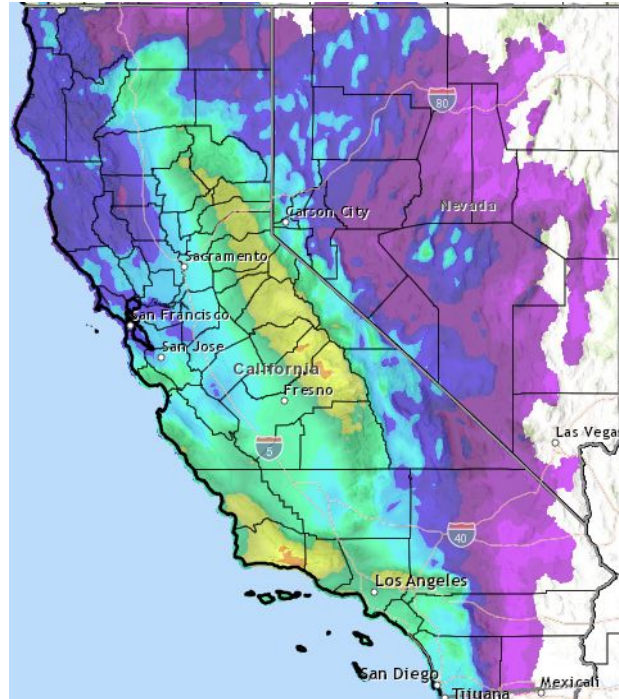 80
Nevada
Carson City
Sacramento
San Francisco
San Jose
California
Fresno
Las Vegas
5
40
Los Angeles
San Diego
Tijuana
Mexicali